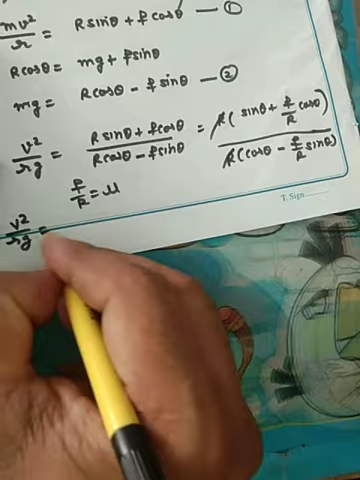 mv²/r = R sinθ + f cosθ — ①
R cosθ = mg + f sinθ
mg = R cosθ - f sinθ — ②
v²/rg = (R sinθ + f cosθ)/(R cosθ - f sinθ) = R(sinθ + f/R cosθ)/R(cosθ - f/R sinθ)
f/R = μ
T. Sign
v²/rg =